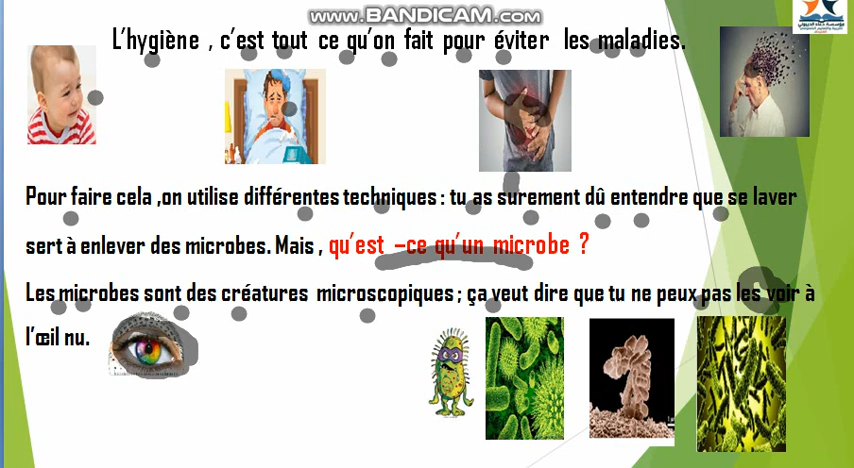 www.BANDICAM.com
L'hygiène , c'est tout ce qu'on fait pour éviter les maladies.
Pour faire cela ,on utilise différentes techniques : tu as surement dû entendre que se laver
sert à enlever des microbes. Mais , qu'est –ce qu'un microbe ?
Les microbes sont des créatures microscopiques ; ça veut dire que tu ne peux pas les voir à
l'œil nu.